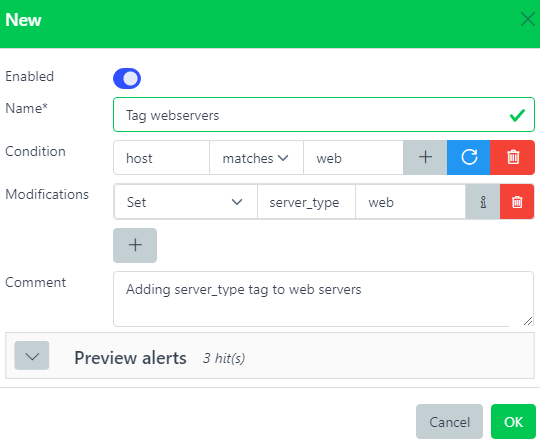 New
Enabled
Name*
Tag webservers
Condition
host matches web
Modifications
Set server_type web i
Comment
Adding server_type tag to web servers
Preview alerts 3 hit(s)
Cancel OK